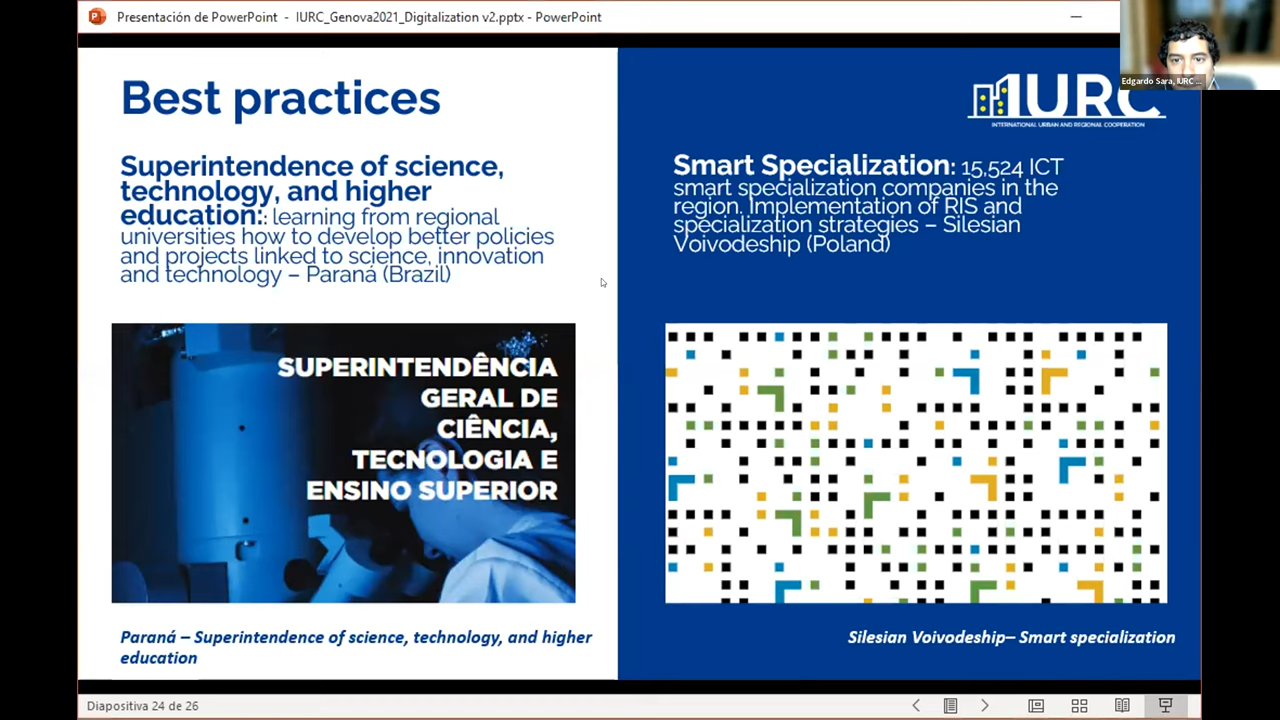 Presentación de PowerPoint - IURC_Genova2021_Digitalization v2.pptx - PowerPoint
Edgardo Sara, IURC ...
Best practices
IURC
INTERNATIONAL URBAN AND REGIONAL COOPERATION
Superintendence of science,
technology, and higher
education:: learning from regional
universities how to develop better policies
and projects linked to science, innovation
and technology – Paraná (Brazil)
Smart Specialization: 15,524 ICT
smart specialization companies in the
region. Implementation of RIS and
specialization strategies – Silesian
Voivodeship (Poland)
SUPERINTENDÊNCIA
GERAL DE
CIÊNCIA,
TECNOLOGIA E
ENSINO SUPERIOR
Paraná – Superintendence of science, technology, and higher
education
Silesian Voivodeship– Smart specialization
Diapositiva 24 de 26